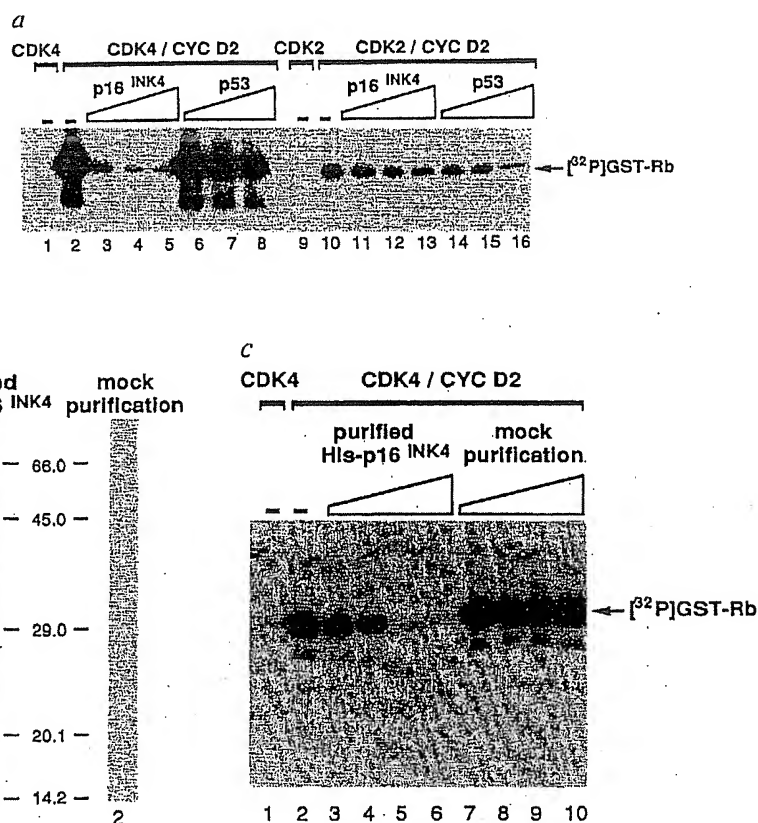 a
CDK4 CDK4 / CYC D2 CDK2 CDK2 / CYC D2
p16 INK4 p53 p16 INK4 p53
– – – –
[32P]GST-Rb
1 2 3 4 5 6 7 8 9 10 11 12 13 14 15 16
INK4 mock
purification
66.0
45.0
29.0
20.1
14.2
2
c
CDK4 CDK4 / CYC D2
purified mock
His-p16 INK4 purification
– –
[32P]GST-Rb
1 2 3 4 5 6 7 8 9 10